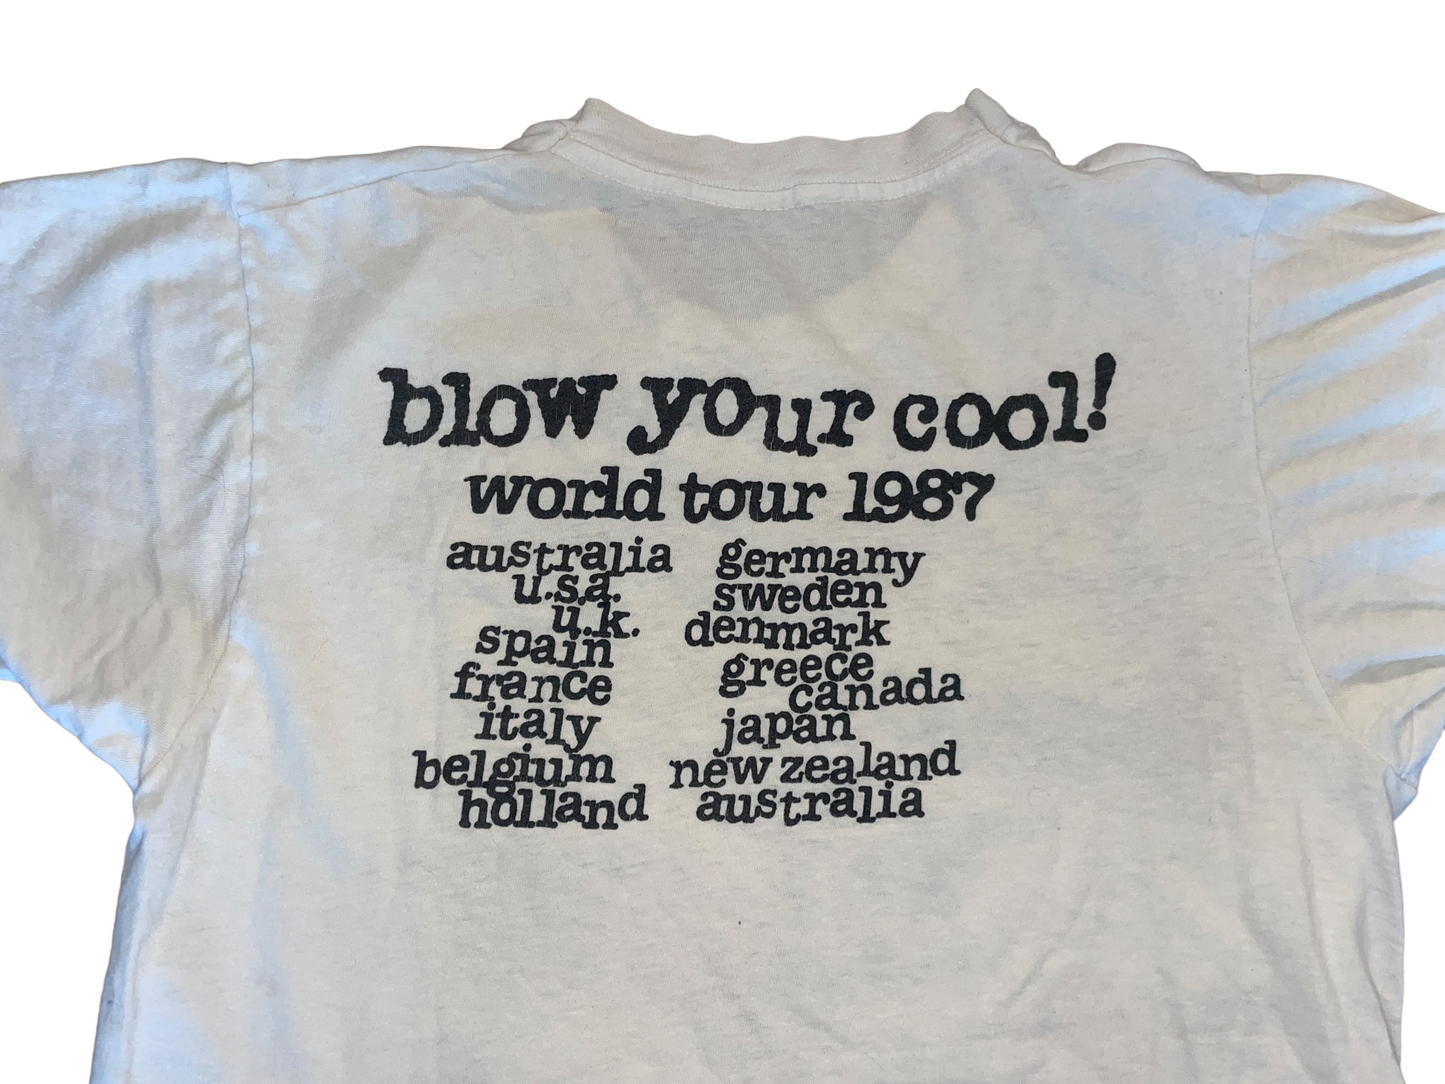 blow your cool!
world tour 1987
australia
u.s.a.
u.k.
spain
france
italy
belgium
holland
germany
sweden
denmark
greece
canada
japan
new zealand
australia